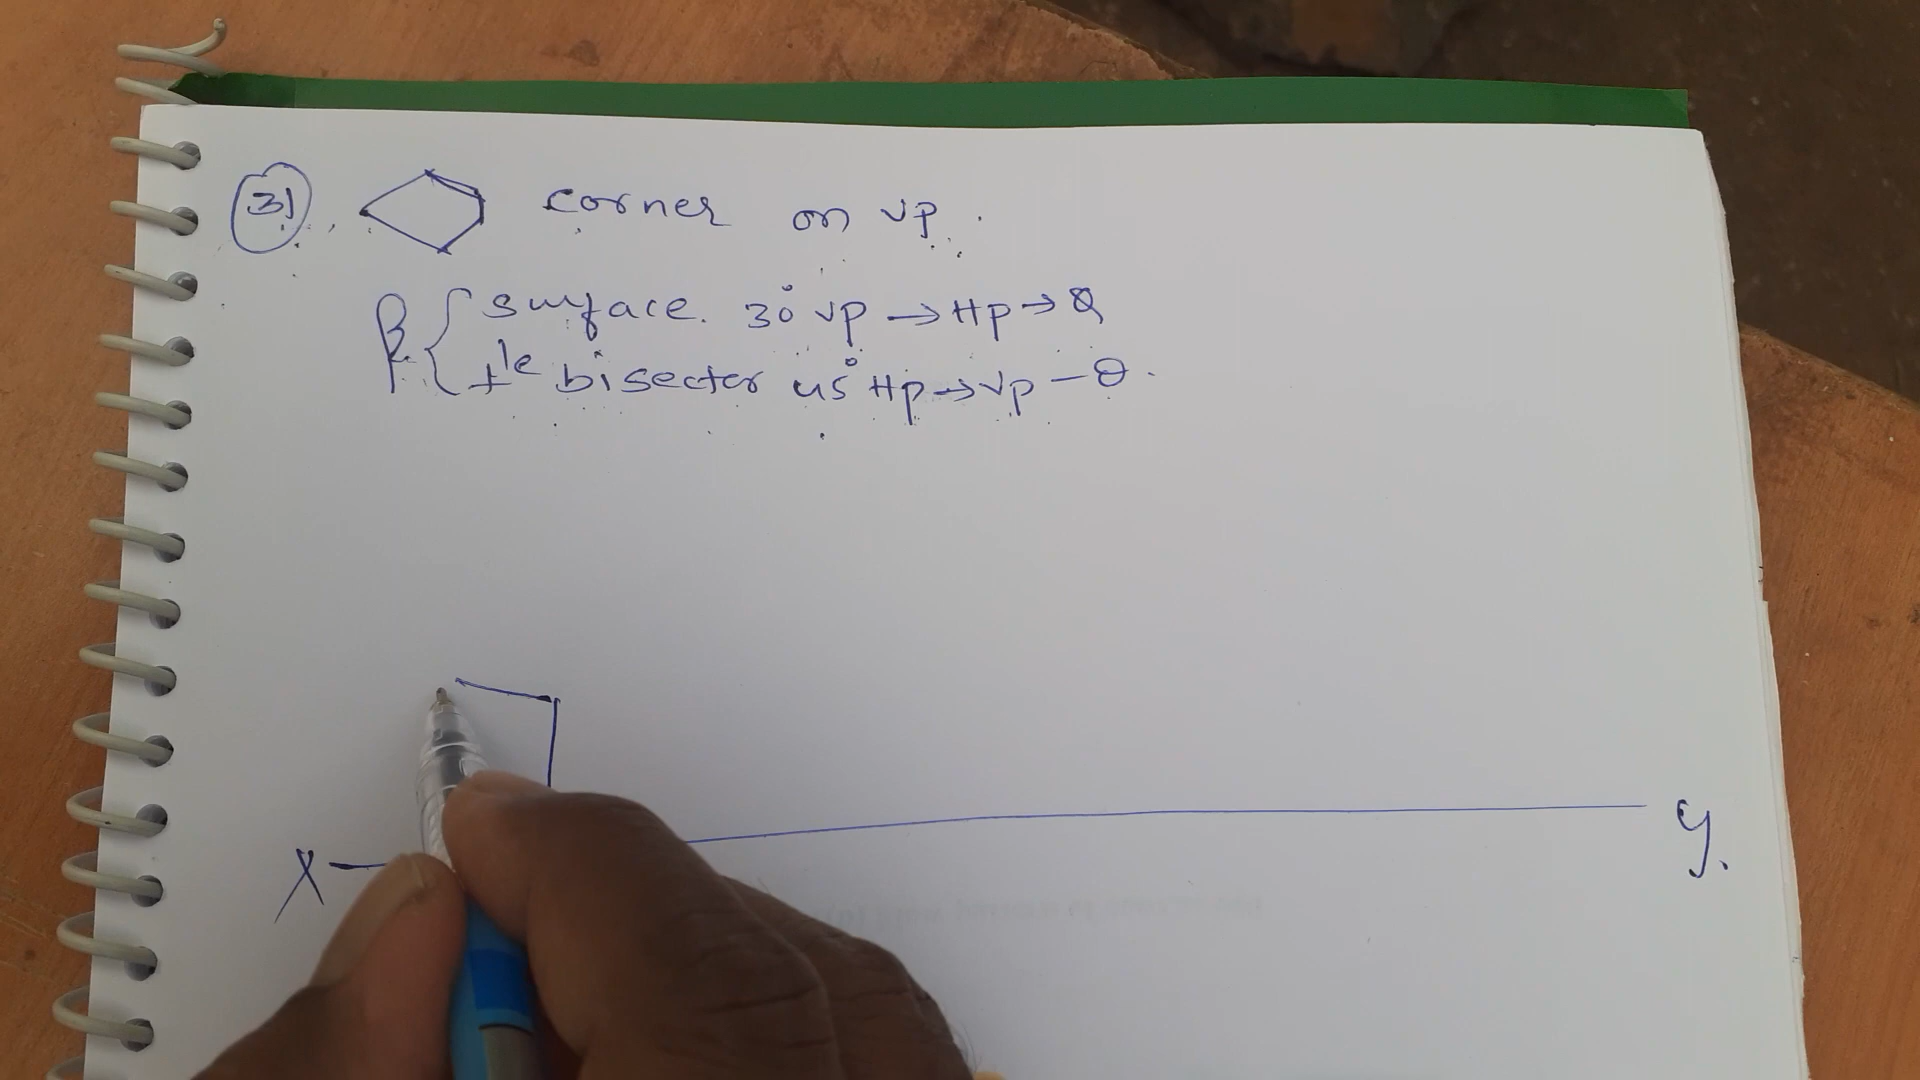 31. corner on VP.
surface. 30° VP → HP → Q
⊥le bisector 45° HP → VP – θ.
X y.